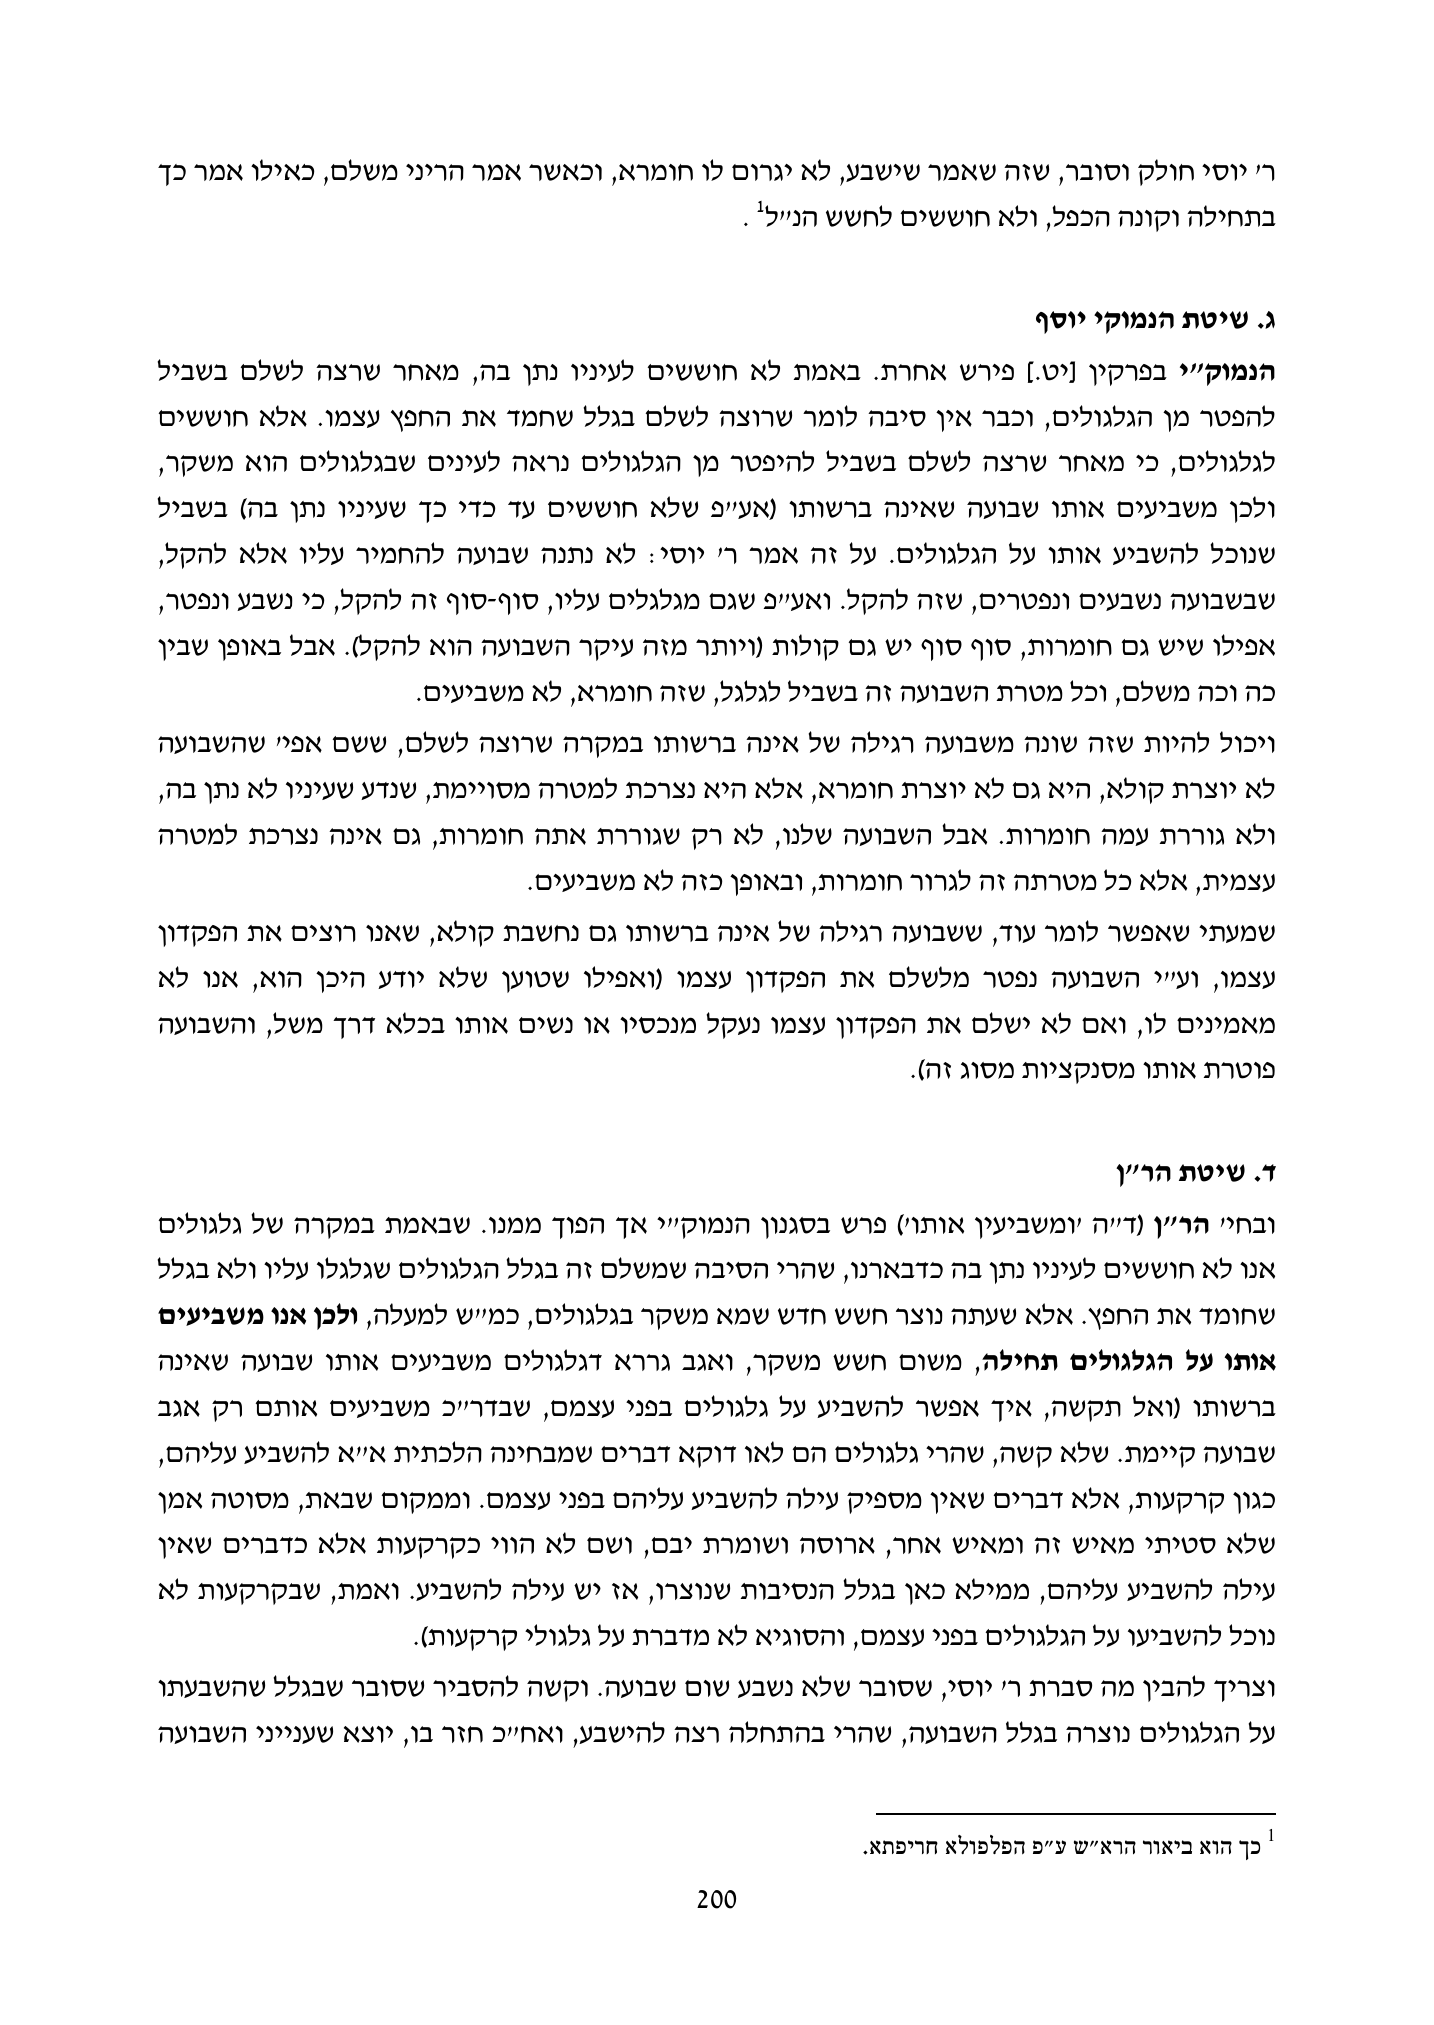 ר׳ יוסי חולק וסובר, שזה שאמר שישבע, לא יגרום לו חומרא, וכאשר אמר הריני משלם, כאילו אמר כך
בתחילה וקונה הכפל, ולא חוששים לחשש הנ״ל1 .
ג. שיטת הנמוקי יוסף
הנמוק״י בפרקין [יט.] פירש אחרת. באמת לא חוששים לעיניו נתן בה, מאחר שרצה לשלם בשביל
להפטר מן הגלגולים, וכבר אין סיבה לומר שרוצה לשלם בגלל שחמד את החפץ עצמו. אלא חוששים
לגלגולים, כי מאחר שרצה לשלם בשביל להיפטר מן הגלגולים נראה לעינים שבגלגולים הוא משקר,
ולכן משביעים אותו שבועה שאינה ברשותו (אע״פ שלא חוששים עד כדי כך שעיניו נתן בה) בשביל
שנוכל להשביע אותו על הגלגולים. על זה אמר ר׳ יוסי: לא נתנה שבועה להחמיר עליו אלא להקל,
שבשבועה נשבעים ונפטרים, שזה להקל. ואע״פ שגם מגלגלים עליו, סוף-סוף זה להקל, כי נשבע ונפטר,
אפילו שיש גם חומרות, סוף סוף יש גם קולות (ויותר מזה עיקר השבועה הוא להקל). אבל באופן שבין
כה וכה משלם, וכל מטרת השבועה זה בשביל לגלגל, שזה חומרא, לא משביעים.
ויכול להיות שזה שונה משבועה רגילה של אינה ברשותו במקרה שרוצה לשלם, ששם אפי׳ שהשבועה
לא יוצרת קולא, היא גם לא יוצרת חומרא, אלא היא נצרכת למטרה מסויימת, שנדע שעיניו לא נתן בה,
ולא גוררת עמה חומרות. אבל השבועה שלנו, לא רק שגוררת אתה חומרות, גם אינה נצרכת למטרה
עצמית, אלא כל מטרתה זה לגרור חומרות, ובאופן כזה לא משביעים.
שמעתי שאפשר לומר עוד, ששבועה רגילה של אינה ברשותו גם נחשבת קולא, שאנו רוצים את הפקדון
עצמו, וע״י השבועה נפטר מלשלם את הפקדון עצמו (ואפילו שטוען שלא יודע היכן הוא, אנו לא
מאמינים לו, ואם לא ישלם את הפקדון עצמו נעקל מנכסיו או נשים אותו בכלא דרך משל, והשבועה
פוטרת אותו מסנקציות מסוג זה).
ד. שיטת הר״ן
ובחי׳ הר״ן (ד״ה ׳ומשביעין אותו׳) פרש בסגנון הנמוק״י אך הפוך ממנו. שבאמת במקרה של גלגולים
אנו לא חוששים לעיניו נתן בה כדבארנו, שהרי הסיבה שמשלם זה בגלל הגלגולים שגלגלו עליו ולא בגלל
שחומד את החפץ. אלא שעתה נוצר חשש חדש שמא משקר בגלגולים, כמ״ש למעלה, ולכן אנו משביעים
אותו על הגלגולים תחילה, משום חשש משקר, ואגב גררא דגלגולים משביעים אותו שבועה שאינה
ברשותו (ואל תקשה, איך אפשר להשביע על גלגולים בפני עצמם, שבדר״כ משביעים אותם רק אגב
שבועה קיימת. שלא קשה, שהרי גלגולים הם לאו דוקא דברים שמבחינה הלכתית א״א להשביע עליהם,
כגון קרקעות, אלא דברים שאין מספיק עילה להשביע עליהם בפני עצמם. וממקום שבאת, מסוטה אמן
שלא סטיתי מאיש זה ומאיש אחר, ארוסה ושומרת יבם, ושם לא הווי כקרקעות אלא כדברים שאין
עילה להשביע עליהם, ממילא כאן בגלל הנסיבות שנוצרו, אז יש עילה להשביע. ואמת, שבקרקעות לא
נוכל להשביעו על הגלגולים בפני עצמם, והסוגיא לא מדברת על גלגולי קרקעות).
וצריך להבין מה סברת ר׳ יוסי, שסובר שלא נשבע שום שבועה. וקשה להסביר שסובר שבגלל שהשבעתו
על הגלגולים נוצרה בגלל השבועה, שהרי בהתחלה רצה להישבע, ואח״כ חזר בו, יוצא שענייני השבועה
1 כך הוא ביאור הרא״ש ע״פ הפלפולא חריפתא.
200